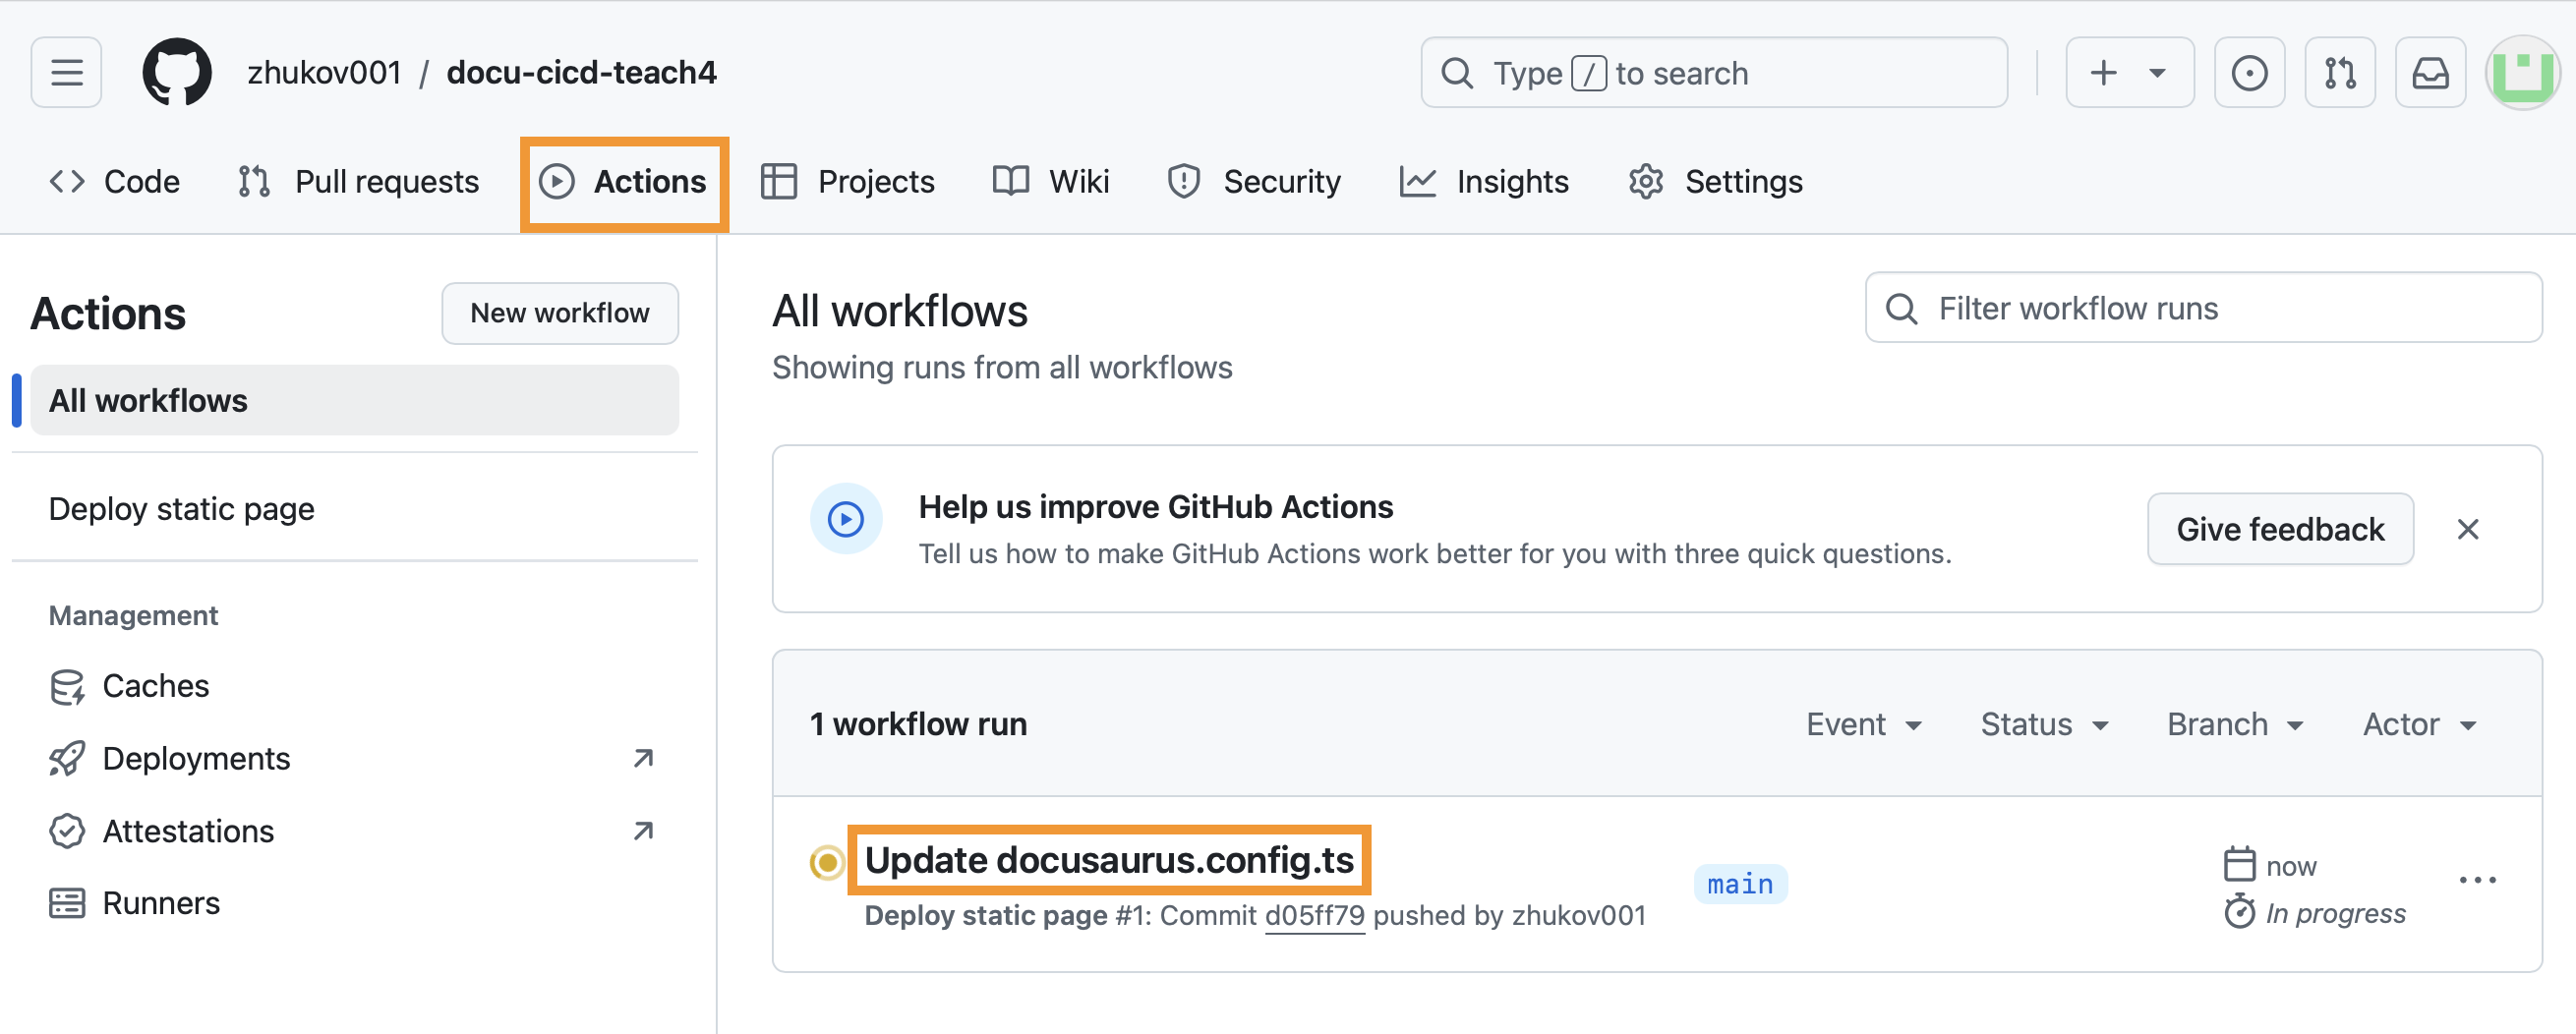 zhukov001 / docu-cicd-teach4
Type / to search
Code Pull requests Actions Projects Wiki Security Insights Settings
Actions
New workflow
All workflows
Deploy static page
Management
Caches
Deployments
Attestations
Runners
All workflows
Showing runs from all workflows
Filter workflow runs
Help us improve GitHub Actions
Tell us how to make GitHub Actions work better for you with three quick questions.
Give feedback
1 workflow run
Event Status Branch Actor
Update docusaurus.config.ts
Deploy static page #1: Commit d05ff79 pushed by zhukov001
main
now
In progress